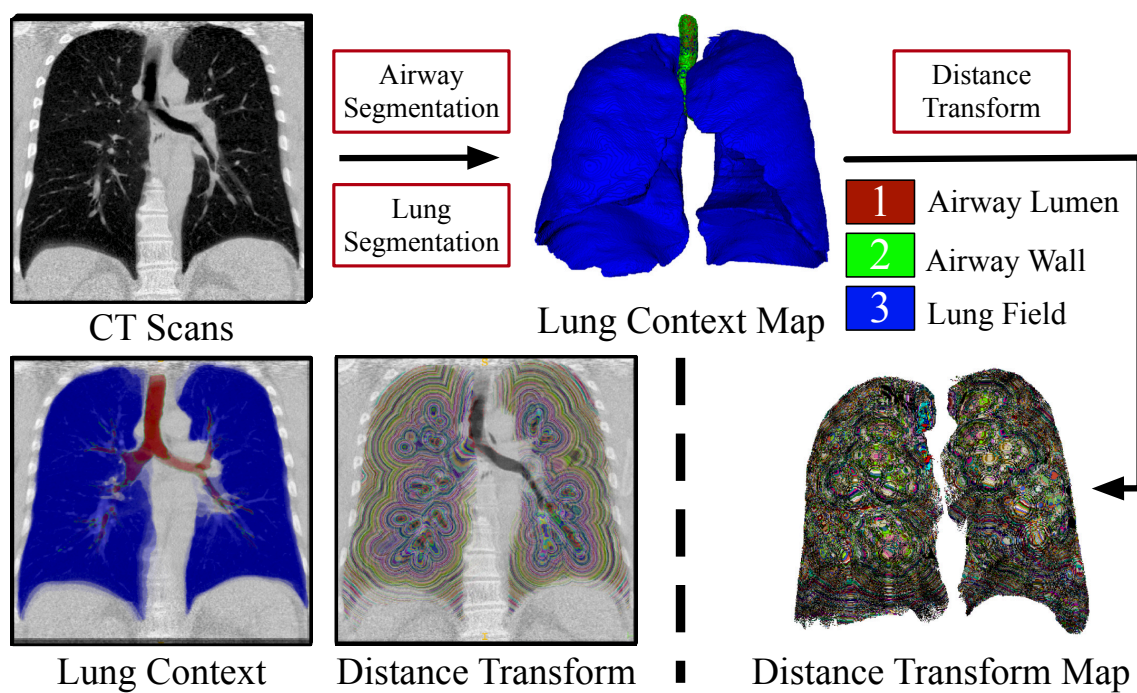 Airway
Segmentation
Lung
Segmentation
Distance
Transform
1 Airway Lumen
2 Airway Wall
3 Lung Field
CT Scans
Lung Context Map
Lung Context
Distance Transform
Distance Transform Map